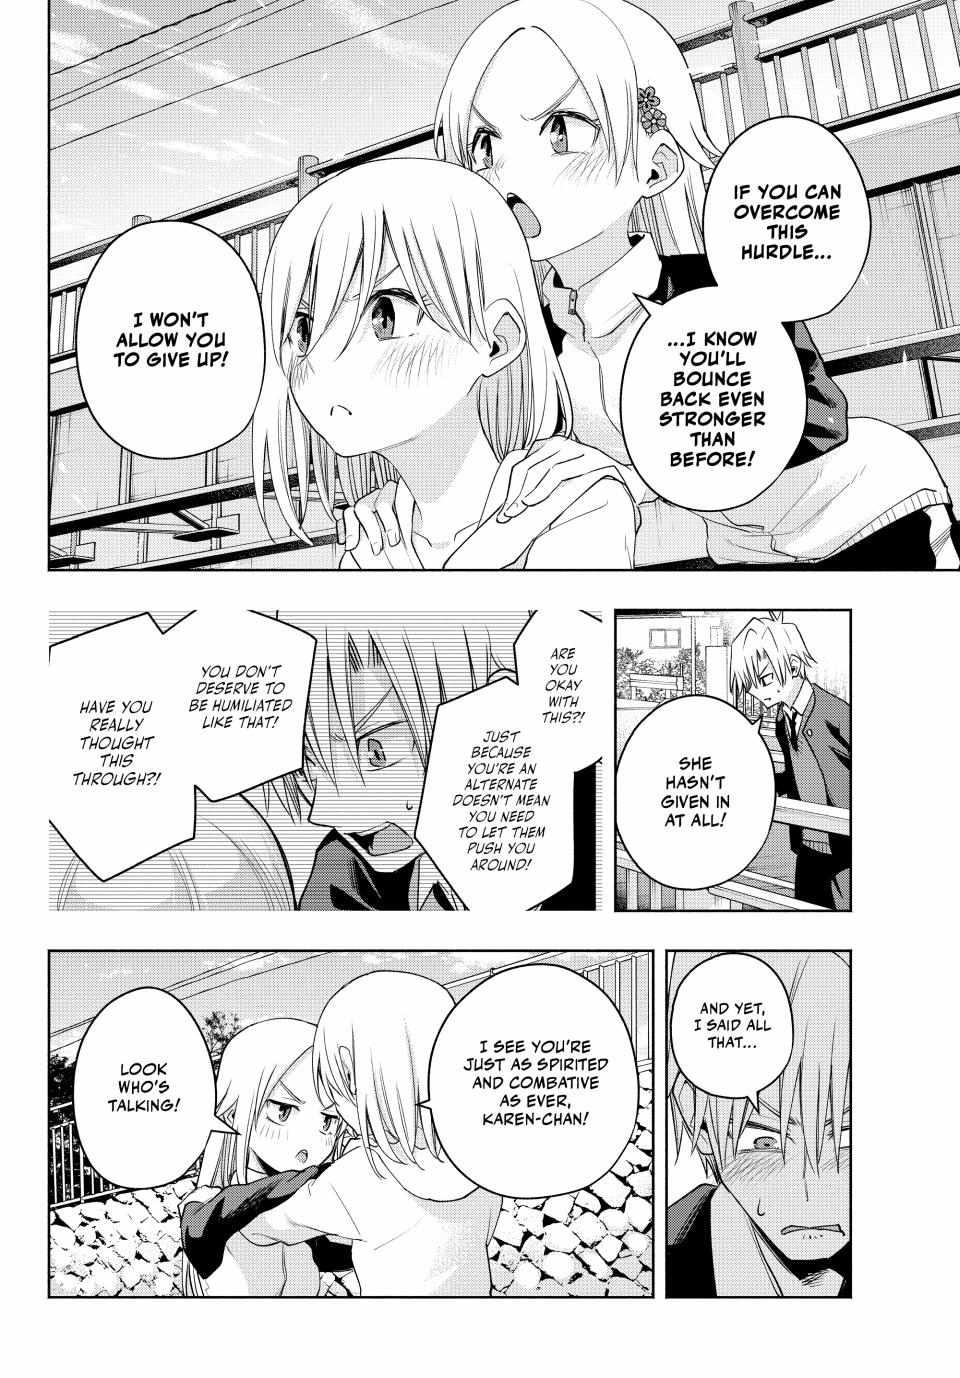 IF YOU CAN
OVERCOME
THIS
HURDLE...
...I KNOW
YOU'LL
BOUNCE
BACK EVEN
STRONGER
THAN
BEFORE!
I WON'T
ALLOW YOU
TO GIVE UP!
SHE
HASN'T
GIVEN IN
AT ALL!
ARE
YOU
OKAY
WITH
THIS?!
JUST
BECAUSE
YOU'RE AN
ALTERNATE
DOESN'T MEAN
YOU NEED
TO LET THEM
PUSH YOU
AROUND!
YOU DON'T
DESERVE TO
BE HUMILIATED
LIKE THAT!
HAVE YOU
REALLY
THOUGHT
THIS
THROUGH?!
AND YET,
I SAID ALL
THAT...
I SEE YOU'RE
JUST AS SPIRITED
AND COMBATIVE
AS EVER,
KAREN-CHAN!
LOOK
WHO'S
TALKING!